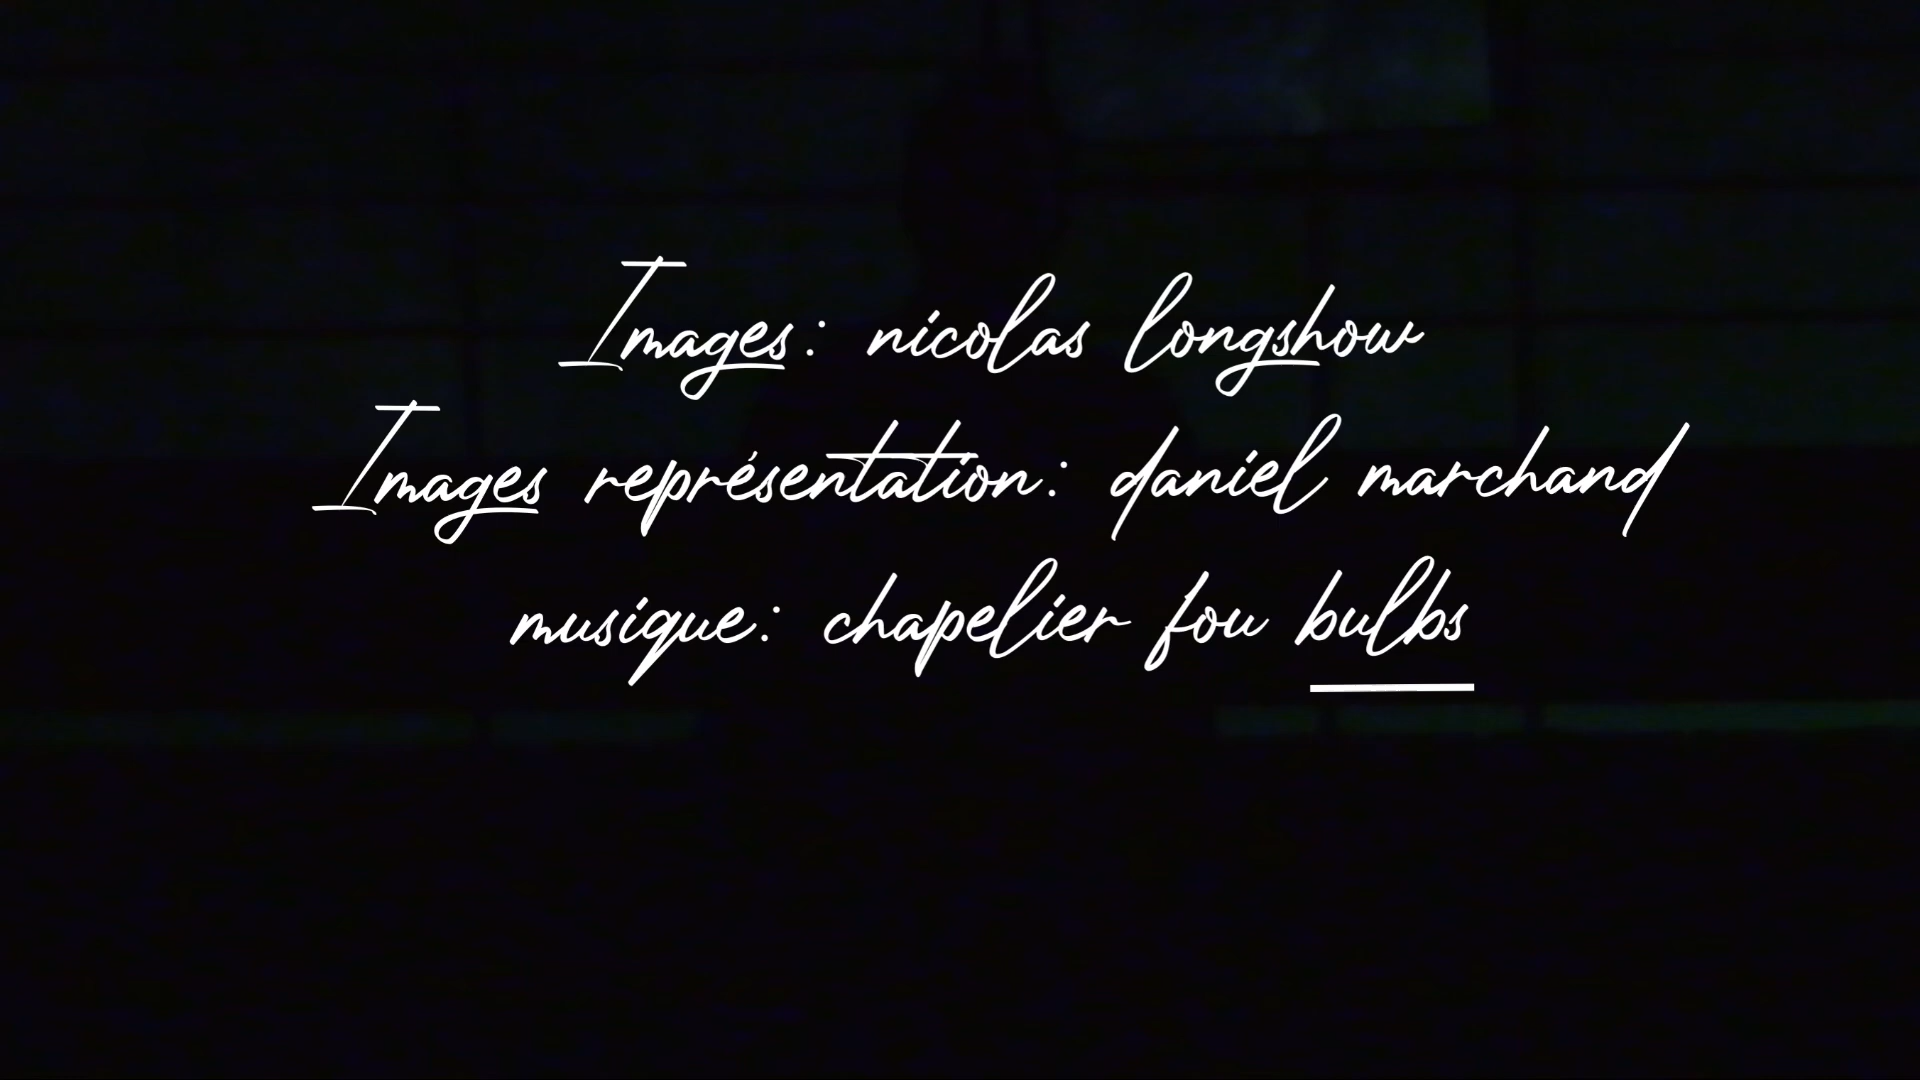 Images: nicolas longshow
Images représentation: daniel marchand
musique: chapelier fou bulbs